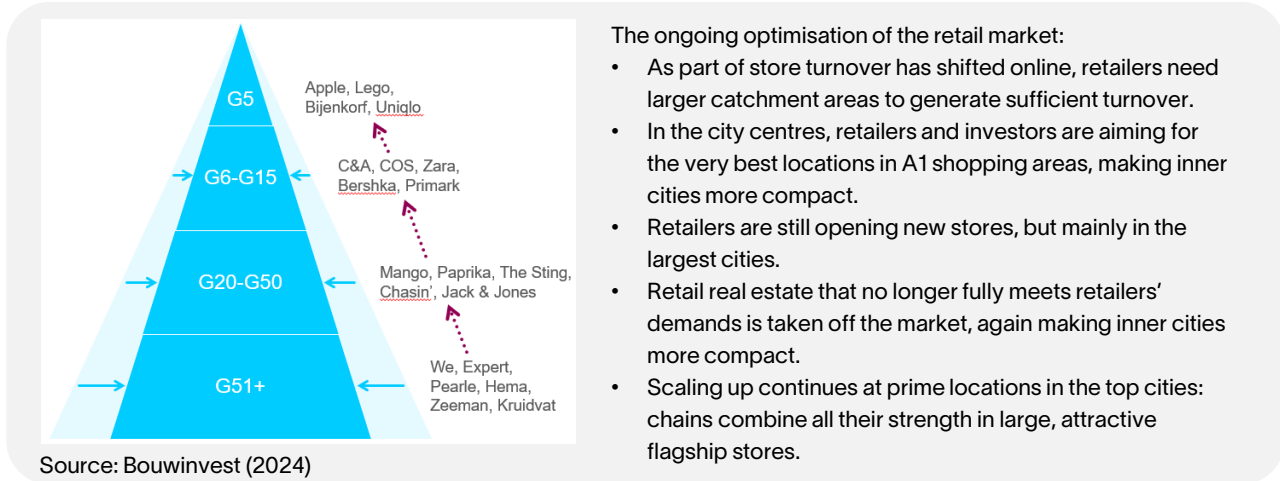 G5
Apple, Lego,
Bijenkorf, Uniqlo
G6-G15
C&A, COS, Zara,
Bershka, Primark
G20-G50
Mango, Paprika, The Sting,
Chasin’, Jack & Jones
G51+
We, Expert,
Pearle, Hema,
Zeeman, Kruidvat
Source: Bouwinvest (2024)
The ongoing optimisation of the retail market:
• As part of store turnover has shifted online, retailers need
larger catchment areas to generate sufficient turnover.
• In the city centres, retailers and investors are aiming for
the very best locations in A1 shopping areas, making inner
cities more compact.
• Retailers are still opening new stores, but mainly in the
largest cities.
• Retail real estate that no longer fully meets retailers’
demands is taken off the market, again making inner cities
more compact.
• Scaling up continues at prime locations in the top cities:
chains combine all their strength in large, attractive
flagship stores.